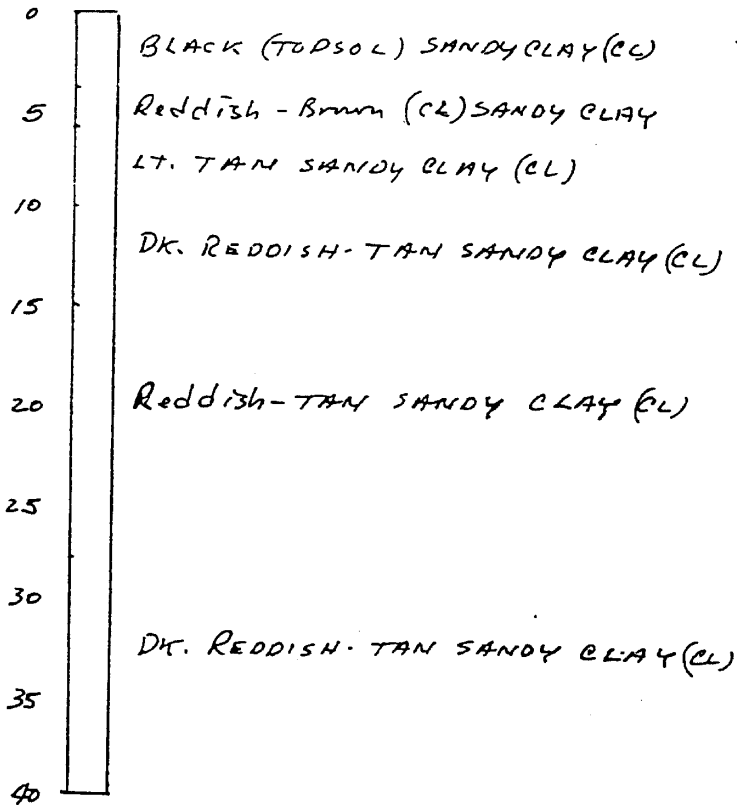 0
BLACK (TOPSOL) SANDY CLAY (CL)
5 Reddish - Brown (CL) SANDY CLAY
LT. TAN SANDY CLAY (CL)
10
DK. REDDISH - TAN SANDY CLAY (CL)
15
20 Reddish - TAN SANDY CLAY (CL)
25
30
DK. REDDISH - TAN SANDY CLAY (CL)
35
40